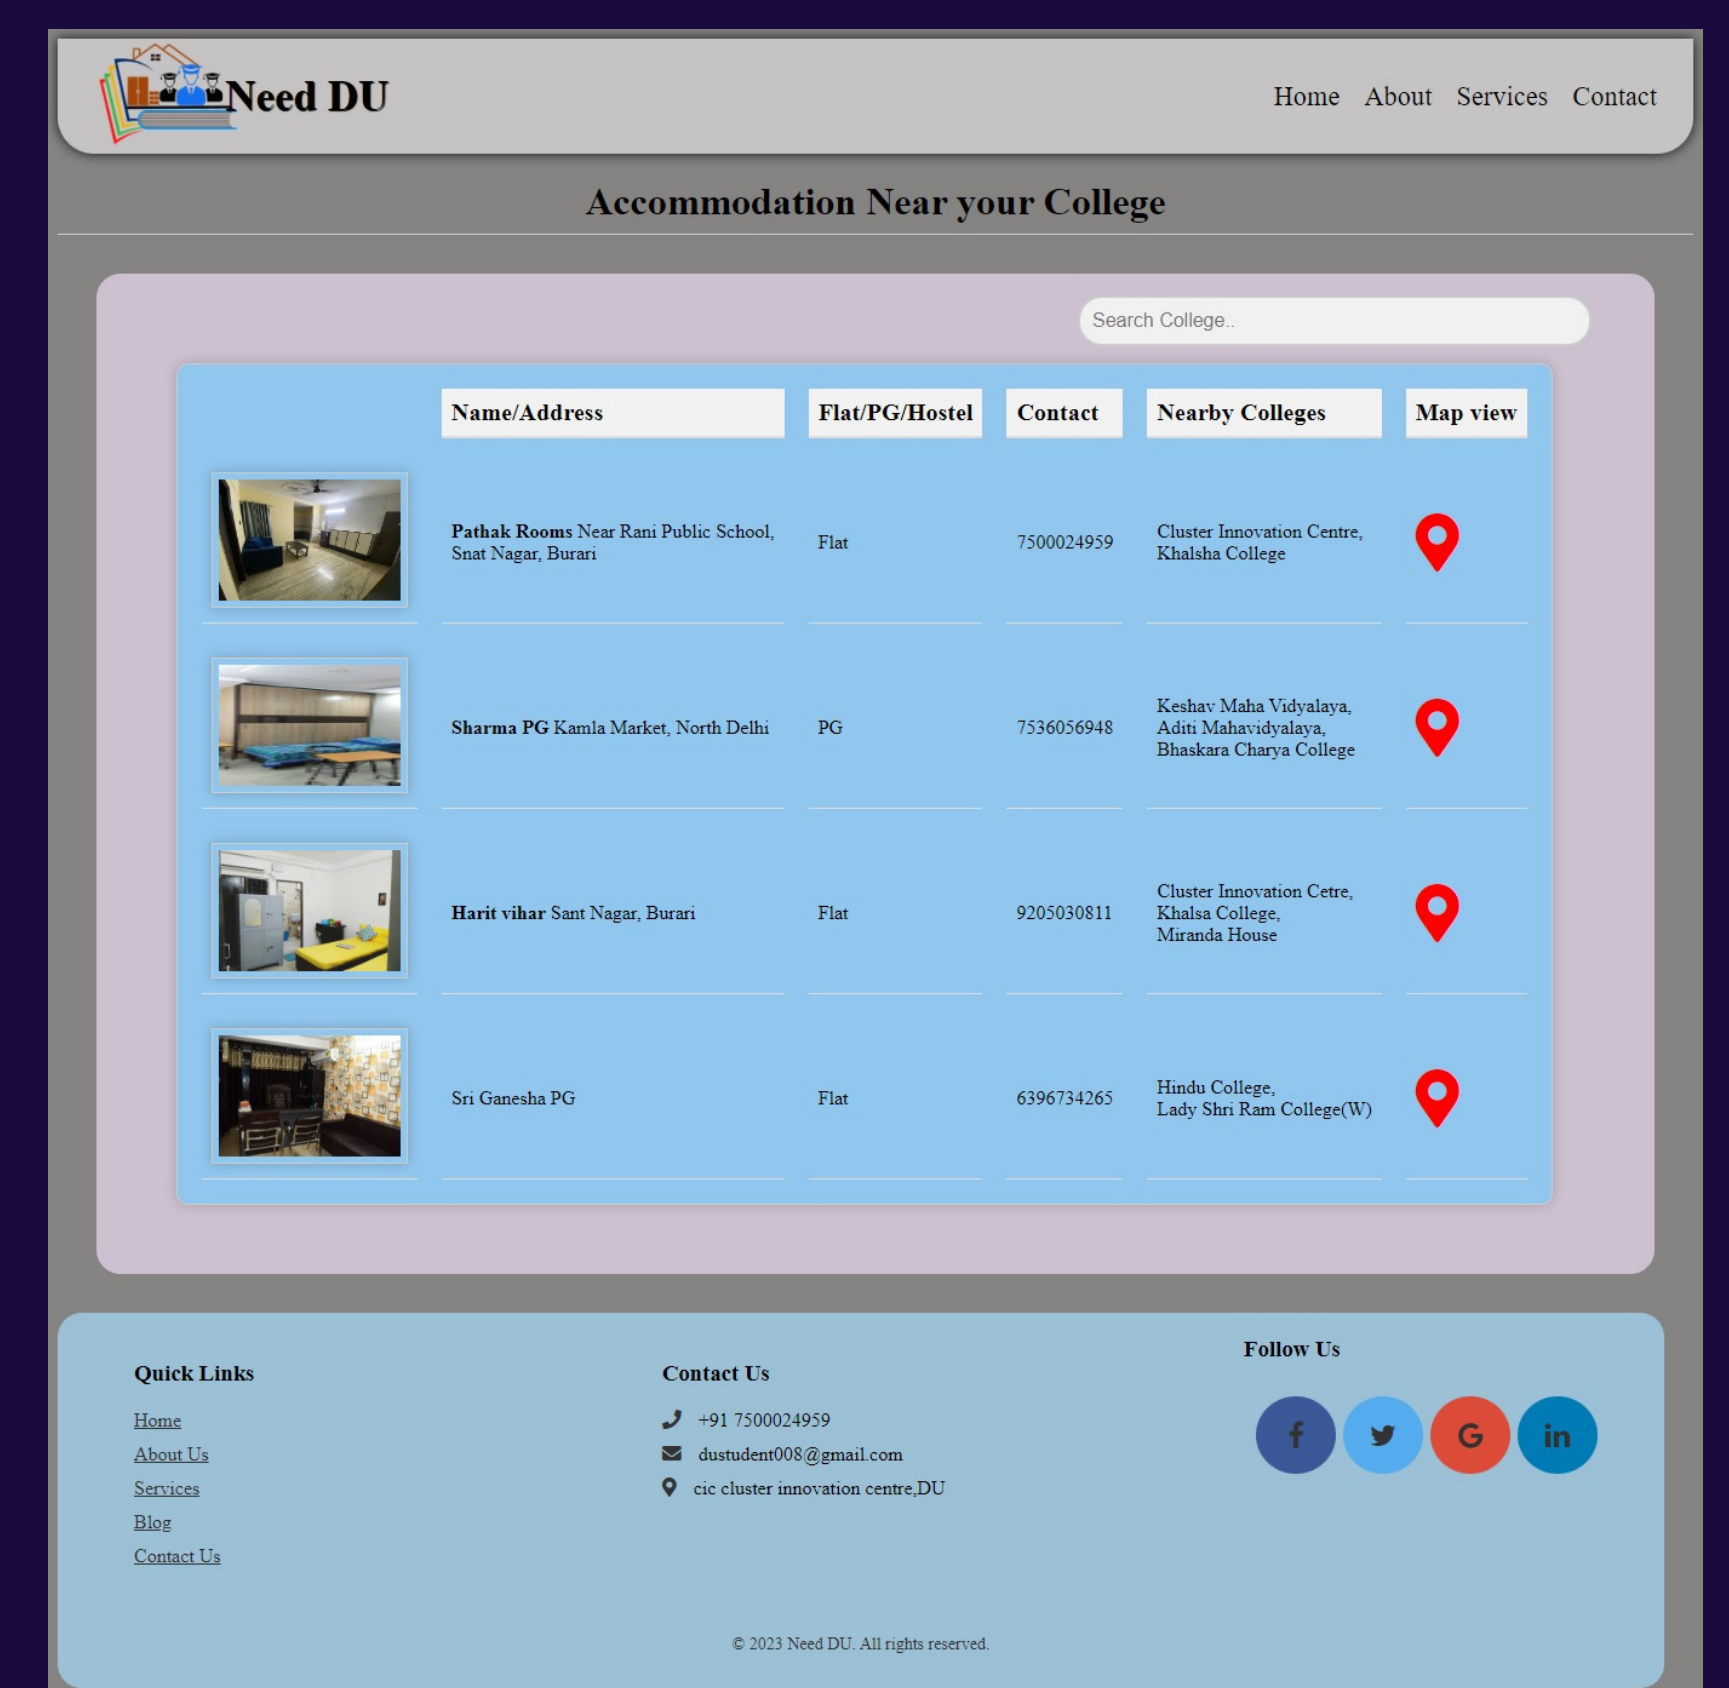 Need DU
Home About Services Contact
Accommodation Near your College
Search College..
Name/Address Flat/PG/Hostel Contact Nearby Colleges Map view
Pathak Rooms Near Rani Public School,
Snat Nagar, Burari
Flat
7500024959
Cluster Innovation Centre,
Khalsha College
Sharma PG Kamla Market, North Delhi
PG
7536056948
Keshav Maha Vidyalaya,
Aditi Mahavidyalaya,
Bhaskara Charya College
Harit vihar Sant Nagar, Burari
Flat
9205030811
Cluster Innovation Cetre,
Khalsa College,
Miranda House
Sri Ganesha PG
Flat
6396734265
Hindu College,
Lady Shri Ram College(W)
Quick Links
Home
About Us
Services
Blog
Contact Us
Contact Us
+91 7500024959
dustudent008@gmail.com
cic cluster innovation centre,DU
Follow Us
© 2023 Need DU. All rights reserved.